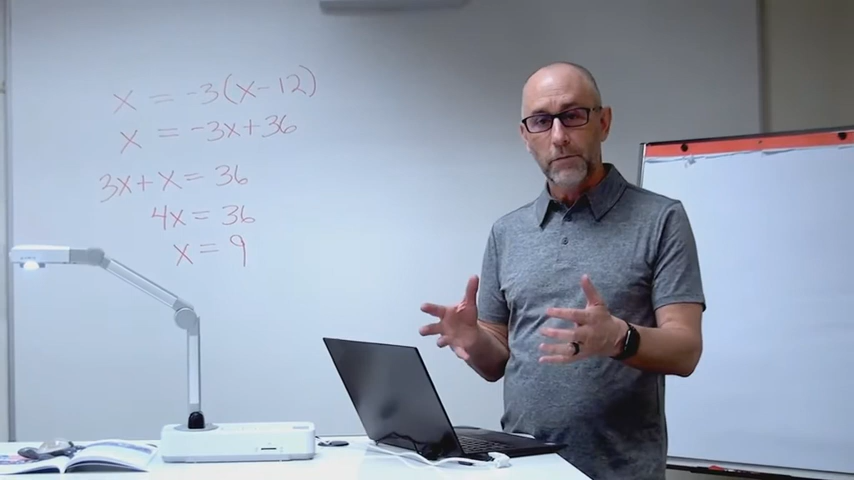 x = -3(x-12)
x = -3x+36
3x+x = 36
4x = 36
x = 9